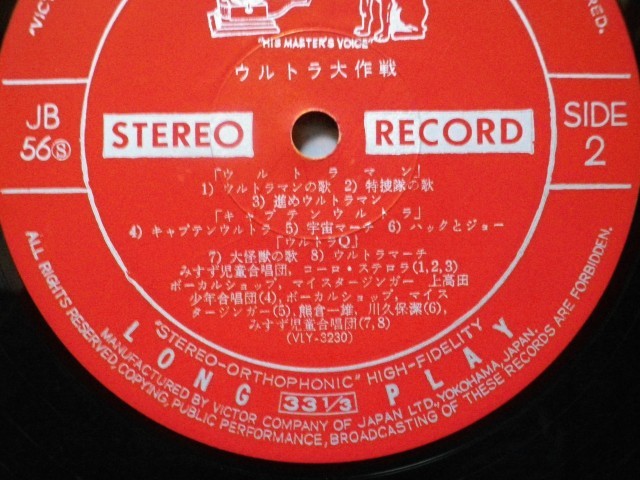 "HIS MASTER'S VOICE"
ウルトラ大作戦
JB
56Ⓢ
STEREO
RECORD
SIDE
2
「ウルトラマン」
1) ウルトラマンの歌 2) 特捜隊の歌
3) 進めウルトラマン
「キャプテンウルトラ」
4) キャプテンウルトラ 5) 宇宙マーチ 6) ハックとジョー
「ウルトラQ」
7) 大怪獣の歌 8) ウルトラマーチ
みすず児童合唱団, コーロ・ステルラ(1,2,3)
ボーカルショップ, マイスタージンガー 上高田
少年合唱団(4), ボーカルショップ, マイス
タージンガー(5), 熊倉一雄, 川久保潔(6),
みすず児童合唱団(7,8)
(VLY-3230)
"STEREO-ORTHOPHONIC" HIGH-FIDELITY
LONG 33 1/3 PLAY
MANUFACTURED BY VICTOR COMPANY OF JAPAN LTD., YOKOHAMA, JAPAN.
ALL RIGHTS RESERVED, COPYING, PUBLIC PERFORMANCE, BROADCASTING OF THESE RECORDS ARE FORBIDDEN.